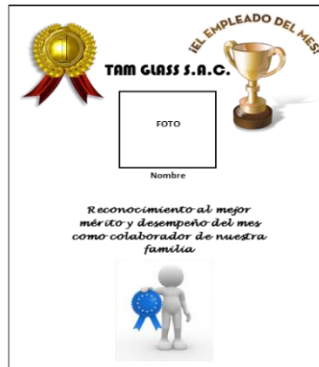 ¡EL EMPLEADO DEL MES!
TAM GLASS S.A.C.
FOTO
Nombre
Reconocimiento al mejor
mérito y desempeño del mes
como colaborador de nuestra
familia